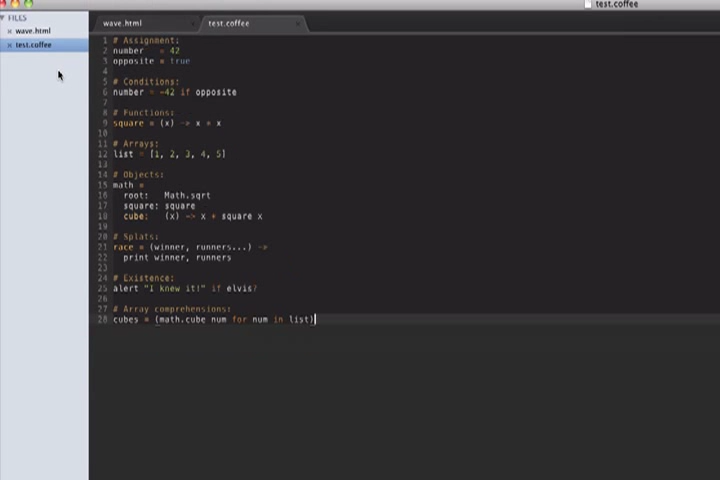 test.coffee
FILES
wave.html
test.coffee
wave.html
test.coffee
1 # Assignment:
2 number   = 42
3 opposite = true
4
5 # Conditions:
6 number = -42 if opposite
7
8 # Functions:
9 square = (x) -> x * x
10
11 # Arrays:
12 list = [1, 2, 3, 4, 5]
13
14 # Objects:
15 math =
16   root:   Math.sqrt
17   square: square
18   cube:   (x) -> x * square x
19
20 # Splats:
21 race = (winner, runners...) ->
22   print winner, runners
23
24 # Existence:
25 alert "I knew it!" if elvis?
26
27 # Array comprehensions:
28 cubes = (math.cube num for num in list)